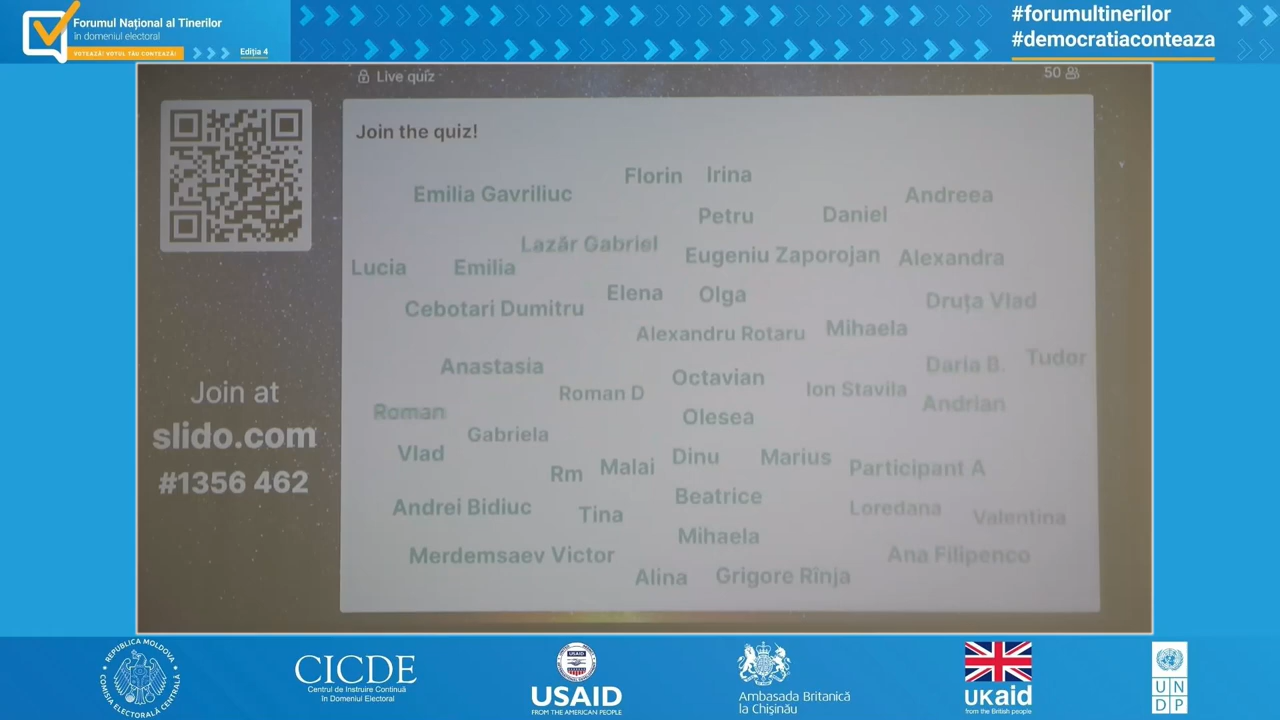 Forumul Național al Tinerilor
în domeniul electoral
VOTEAZĂ! VOTUL TĂU CONTEAZĂ!
Ediția 4
#forumultinerilor
#democratiaconteaza
Live quiz
50
Join the quiz!
Florin Irina
Emilia Gavriliuc Andreea
Petru Daniel
Lazăr Gabriel Eugeniu Zaporojan Alexandra
Lucia Emilia
Elena Olga Druța Vlad
Cebotari Dumitru
Alexandru Rotaru Mihaela
Anastasia Daria B. Tudor
Octavian
Roman D Ion Stavila Andrian
Roman Olesea
Gabriela
Vlad Dinu Marius Participant A
Rm Malai
Beatrice
Andrei Bidiuc Tina Loredana Valentina
Mihaela
Merdemsaev Victor Ana Filipenco
Alina Grigore Rînja
Join at
slido.com
#1356 462
REPUBLICA MOLDOVA
COMISIA ELECTORALĂ CENTRALĂ
CICDE
Centrul de Instruire Continuă
în Domeniul Electoral
USAID
USAID
FROM THE AMERICAN PEOPLE
Ambasada Britanică
la Chișinău
UKaid
from the British people
UN
DP